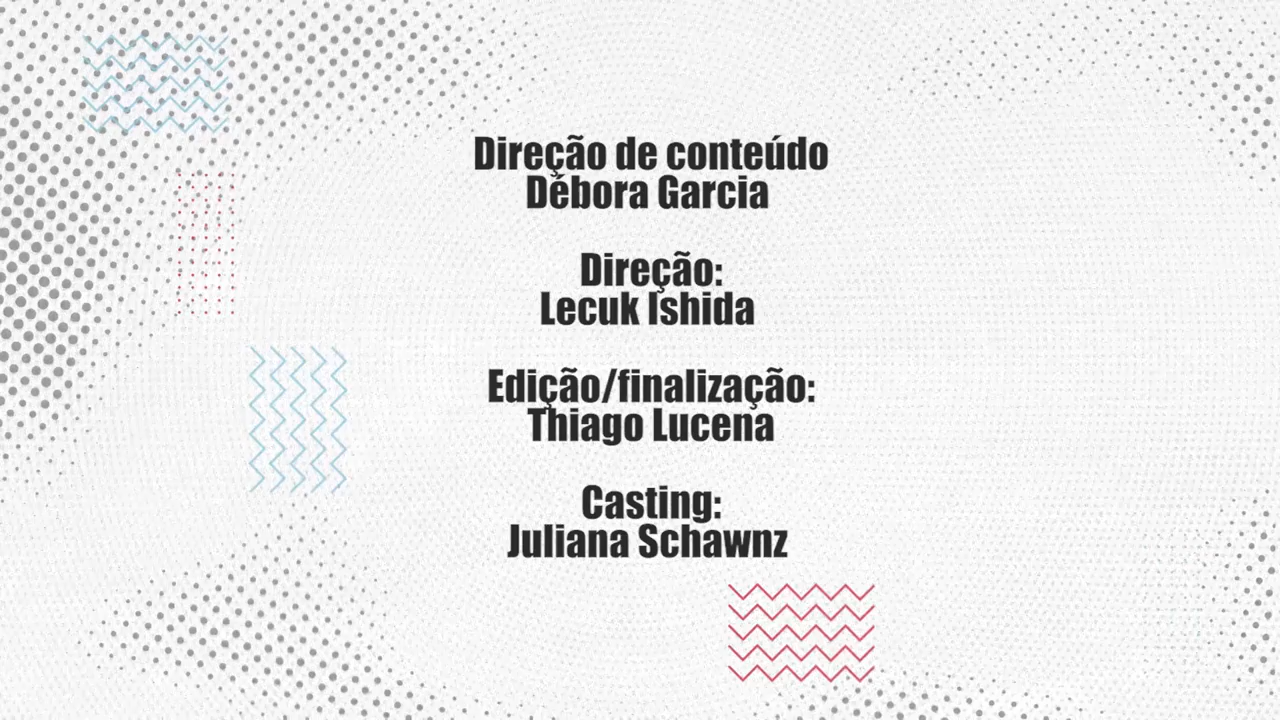 Direção de conteúdo
Débora Garcia
Direção:
Lecuk Ishida
Edição/finalização:
Thiago Lucena
Casting:
Juliana Schawnz